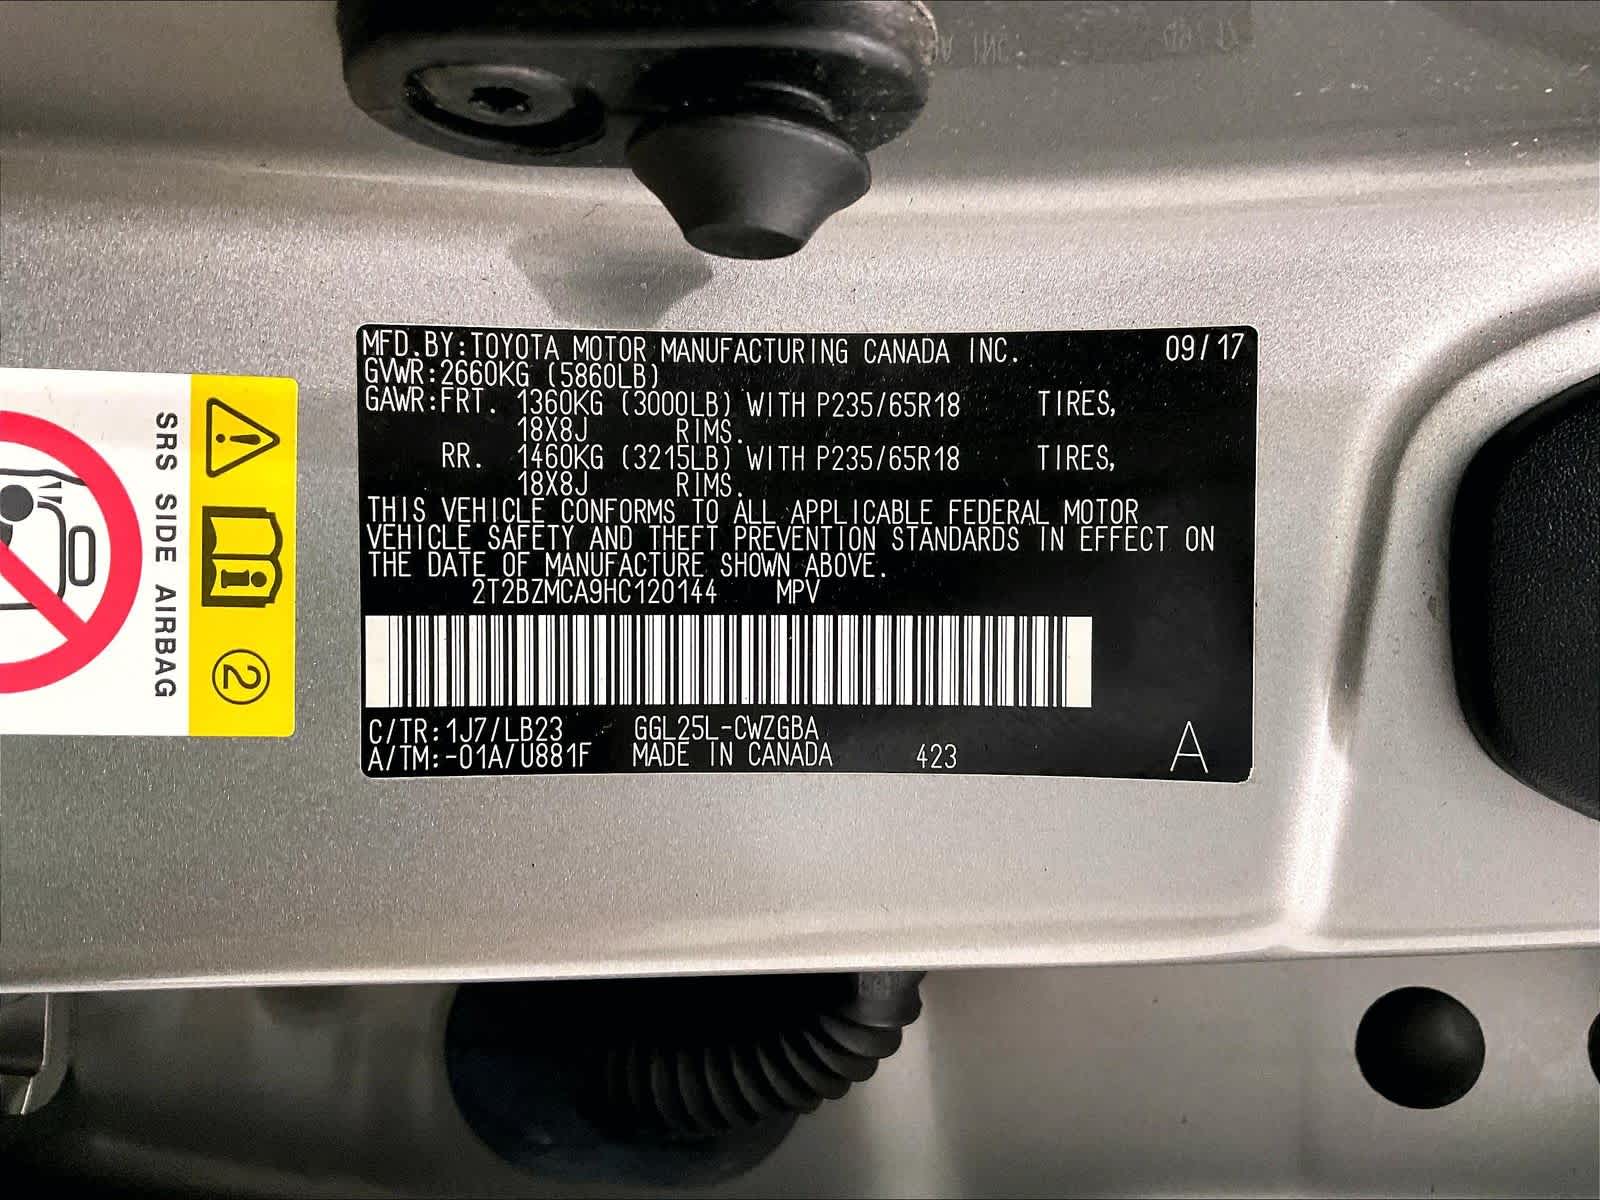 MFD.BY:TOYOTA MOTOR MANUFACTURING CANADA INC. 09/17
GVWR:2660KG (5860LB)
GAWR:FRT. 1360KG (3000LB) WITH P235/65R18 TIRES,
18X8J RIMS.
RR. 1460KG (3215LB) WITH P235/65R18 TIRES,
18X8J RIMS.
THIS VEHICLE CONFORMS TO ALL APPLICABLE FEDERAL MOTOR
VEHICLE SAFETY AND THEFT PREVENTION STANDARDS IN EFFECT ON
THE DATE OF MANUFACTURE SHOWN ABOVE.
2T2BZMCA9HC120144 MPV
C/TR:1J7/LB23 GGL25L-CWZGBA
A/TM:-01A/U881F MADE IN CANADA 423 A
SRS SIDE AIRBAG
2